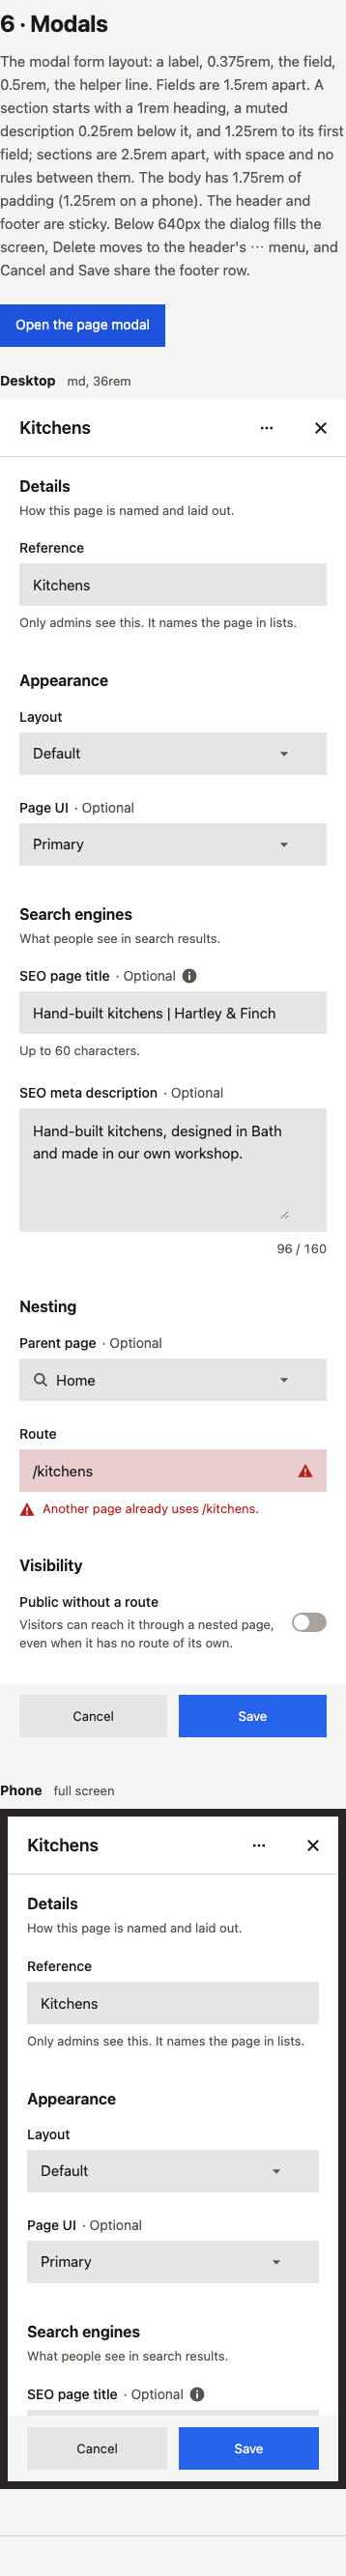 6 · Modals
The modal form layout: a label, 0.375rem, the field,
0.5rem, the helper line. Fields are 1.5rem apart. A
section starts with a 1rem heading, a muted
description 0.25rem below it, and 1.25rem to its first
field; sections are 2.5rem apart, with space and no
rules between them. The body has 1.75rem of
padding (1.25rem on a phone). The header and
footer are sticky. Below 640px the dialog fills the
screen, Delete moves to the header's ··· menu, and
Cancel and Save share the footer row.
Open the page modal
Desktop md, 36rem
Kitchens
Details
How this page is named and laid out.
Reference
Kitchens
Only admins see this. It names the page in lists.
Appearance
Layout
Default
Page UI · Optional
Primary
Search engines
What people see in search results.
SEO page title · Optional
Hand-built kitchens | Hartley & Finch
Up to 60 characters.
SEO meta description · Optional
Hand-built kitchens, designed in Bath
and made in our own workshop.
96 / 160
Nesting
Parent page · Optional
Home
Route
/kitchens
Another page already uses /kitchens.
Visibility
Public without a route
Visitors can reach it through a nested page,
even when it has no route of its own.
Cancel Save
Phone full screen
Kitchens
Details
How this page is named and laid out.
Reference
Kitchens
Only admins see this. It names the page in lists.
Appearance
Layout
Default
Page UI · Optional
Primary
Search engines
What people see in search results.
SEO page title · Optional
Cancel Save